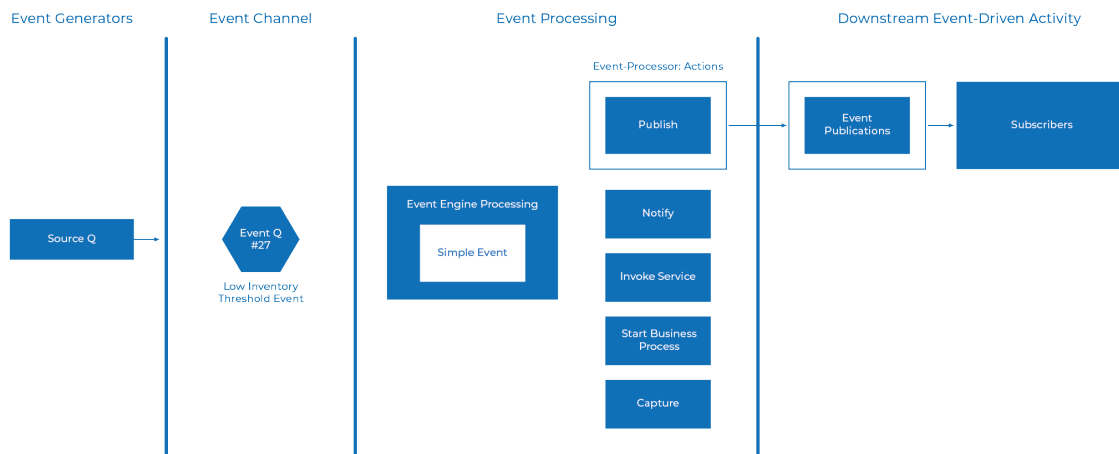 Event Generators
Event Channel
Event Processing
Downstream Event-Driven Activity
Event-Processor: Actions
Publish
Event
Publications
Subscribers
Event Engine Processing
Simple Event
Notify
Source Q
Event Q
#27
Low Inventory
Threshold Event
Invoke Service
Start Business
Process
Capture